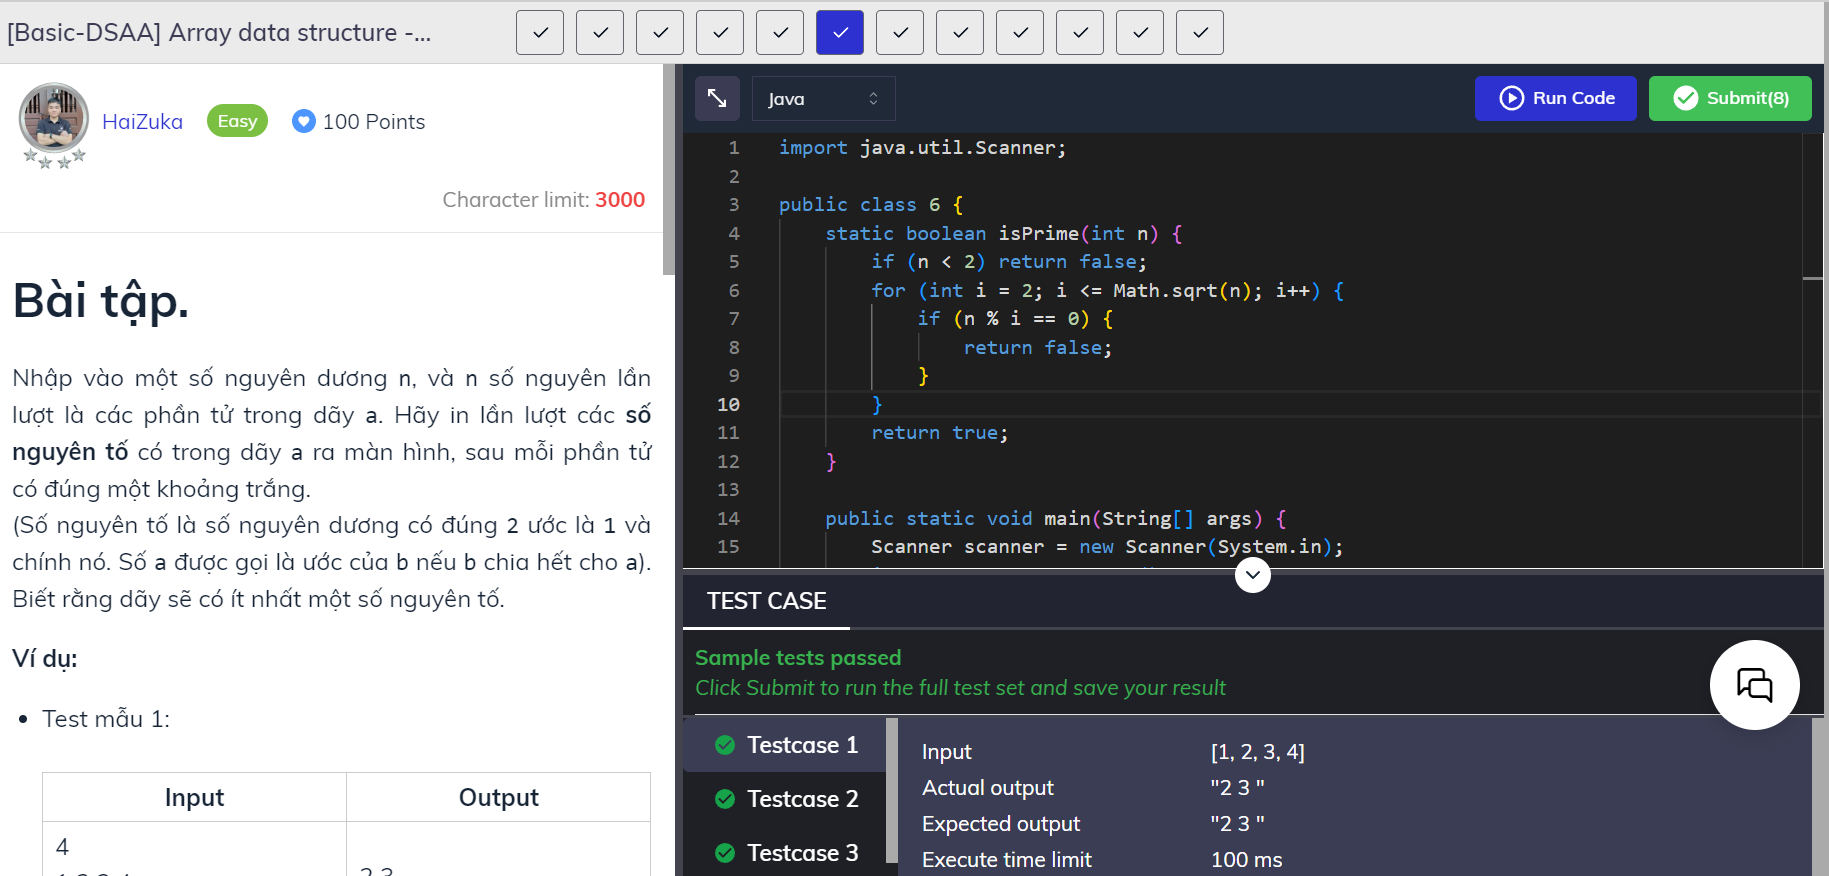 [Basic-DSAA] Array data structure -...
HaiZuka
Easy
100 Points
Character limit: 3000
Bài tập.
Nhập vào một số nguyên dương n, và n số nguyên lần
lượt là các phần tử trong dãy a. Hãy in lần lượt các số
nguyên tố có trong dãy a ra màn hình, sau mỗi phần tử
có đúng một khoảng trắng.
(Số nguyên tố là số nguyên dương có đúng 2 ước là 1 và
chính nó. Số a được gọi là ước của b nếu b chia hết cho a).
Biết rằng dãy sẽ có ít nhất một số nguyên tố.
Ví dụ:
Test mẫu 1:
Input Output
4
Java
Run Code
Submit(8)
1 import java.util.Scanner;
2
3 public class 6 {
4 static boolean isPrime(int n) {
5 if (n < 2) return false;
6 for (int i = 2; i <= Math.sqrt(n); i++) {
7 if (n % i == 0) {
8 return false;
9 }
10 }
11 return true;
12 }
13
14 public static void main(String[] args) {
15 Scanner scanner = new Scanner(System.in);
TEST CASE
Sample tests passed
Click Submit to run the full test set and save your result
Testcase 1
Testcase 2
Testcase 3
Input [1, 2, 3, 4]
Actual output "2 3 "
Expected output "2 3 "
Execute time limit 100 ms